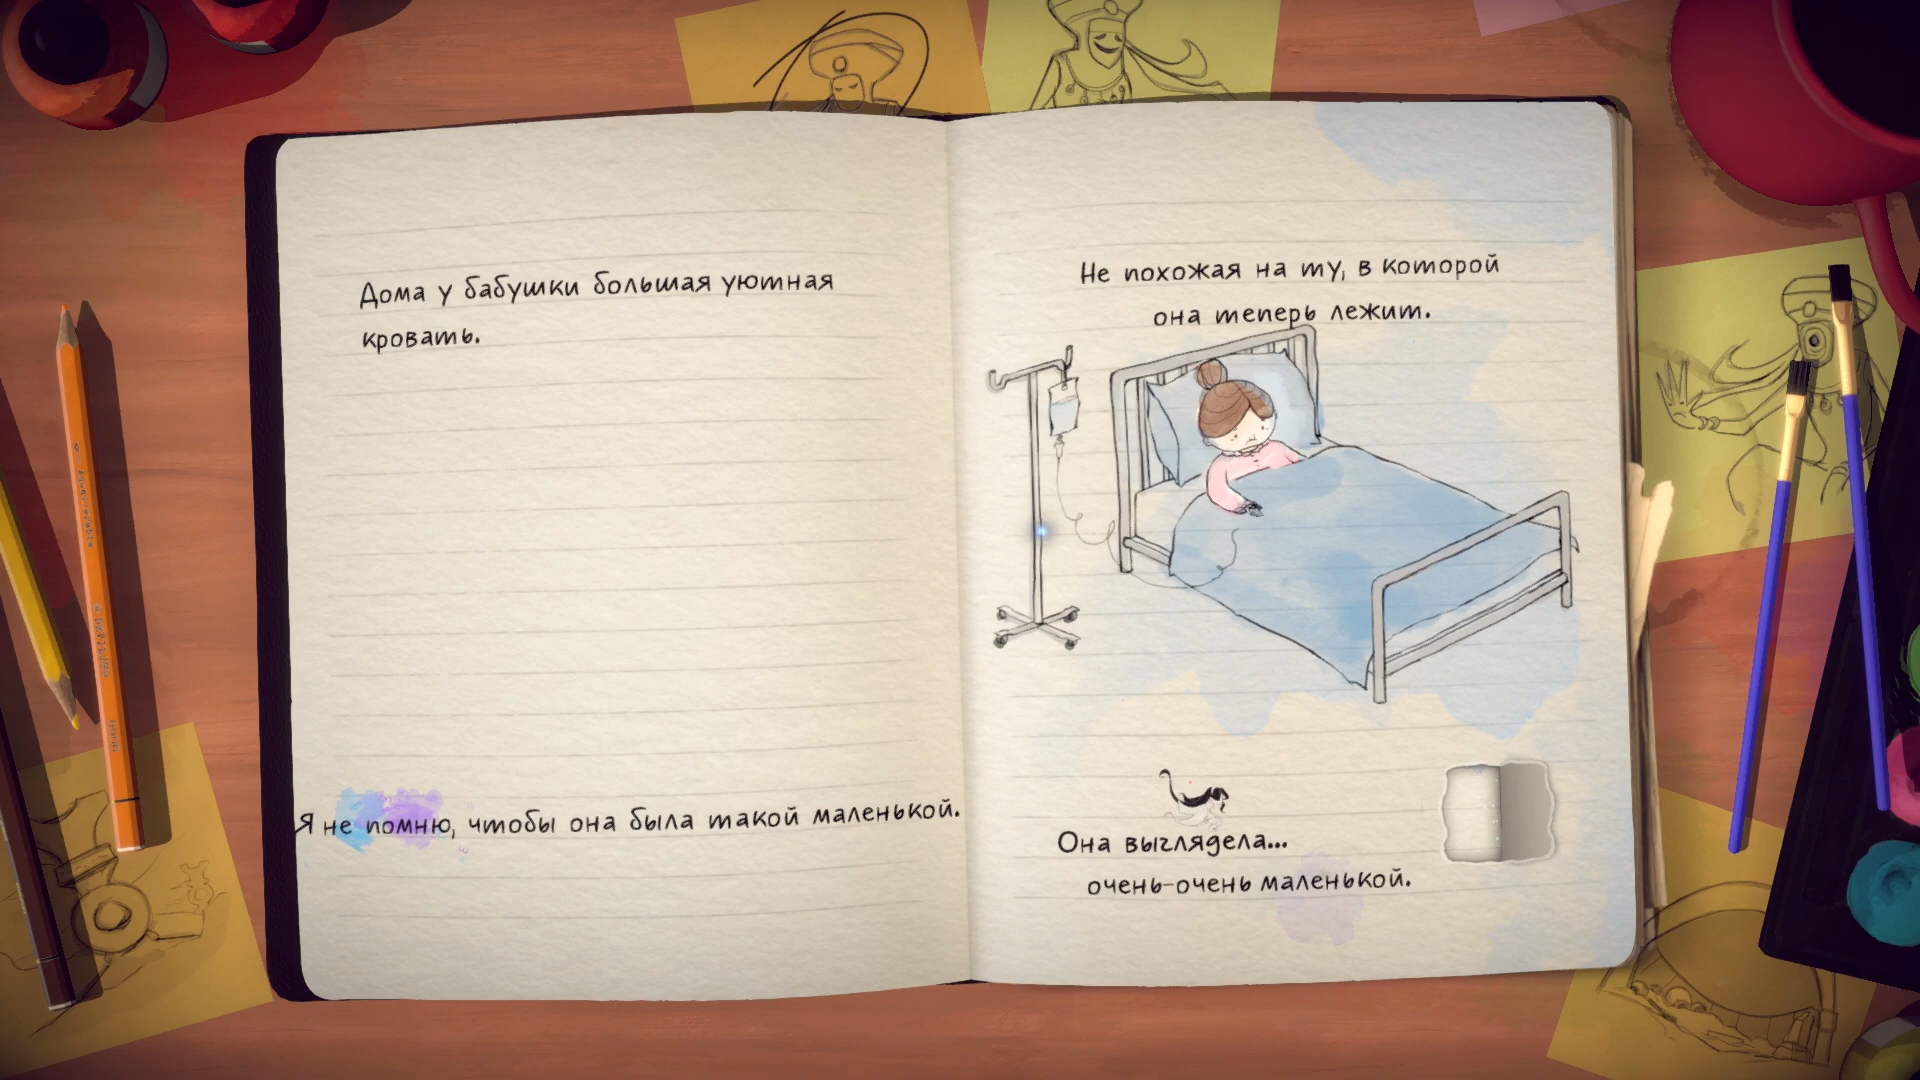 Дома у бабушки большая уютная
кровать.
Я не помню, чтобы она была такой маленькой.
Не похожая на ту, в которой
она теперь лежит.
Она выглядела...
очень-очень маленькой.